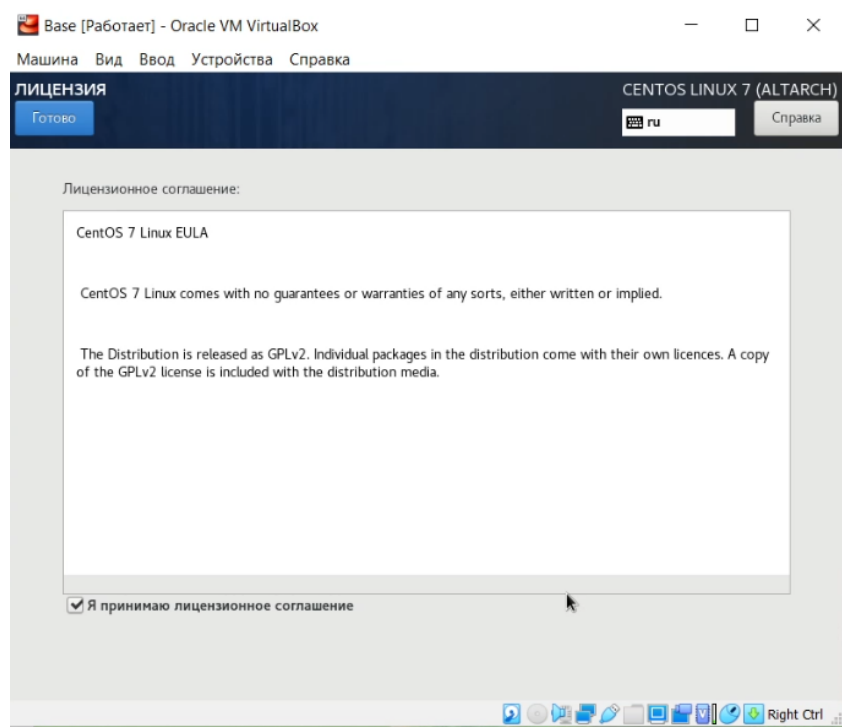 Base [Работает] - Oracle VM VirtualBox
Машина Вид Ввод Устройства Справка
ЛИЦЕНЗИЯ
CENTOS LINUX 7 (ALTARCH)
Готово
ru
Справка
Лицензионное соглашение:
CentOS 7 Linux EULA
CentOS 7 Linux comes with no guarantees or warranties of any sorts, either written or implied.
The Distribution is released as GPLv2. Individual packages in the distribution come with their own licences. A copy
of the GPLv2 license is included with the distribution media.
Я принимаю лицензионное соглашение
Right Ctrl